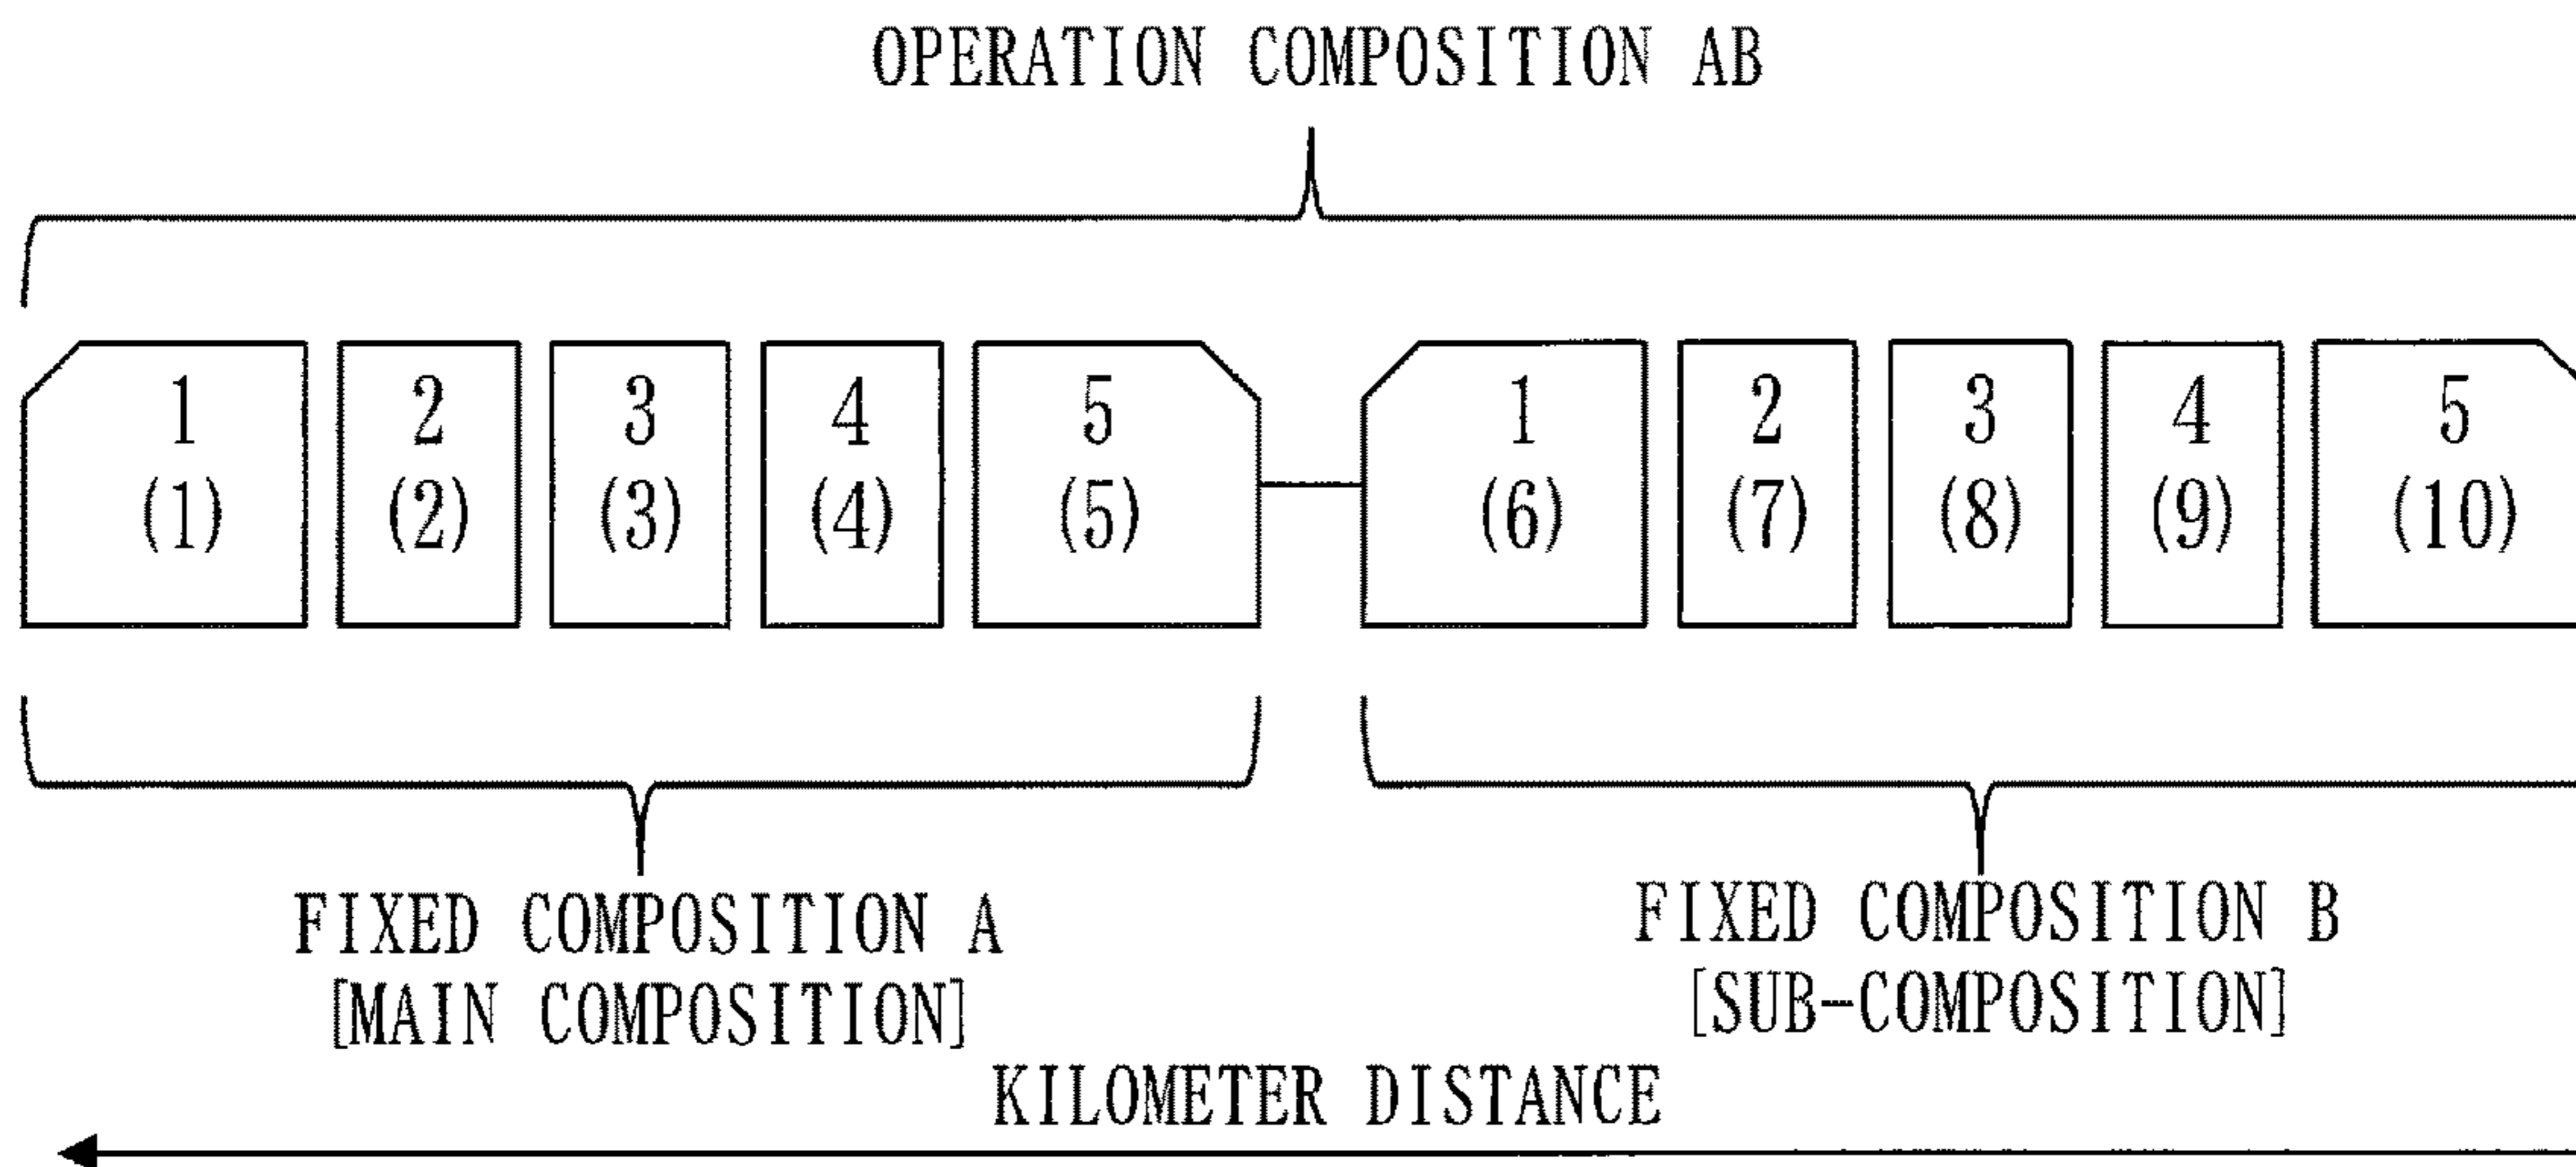 OPERATION COMPOSITION AB
1 2 3 4 5 1 2 3 4 5
(1) (2) (3) (4) (5) (6) (7) (8) (9) (10)
FIXED COMPOSITION A FIXED COMPOSITION B
[MAIN COMPOSITION] [SUB-COMPOSITION]
KILOMETER DISTANCE